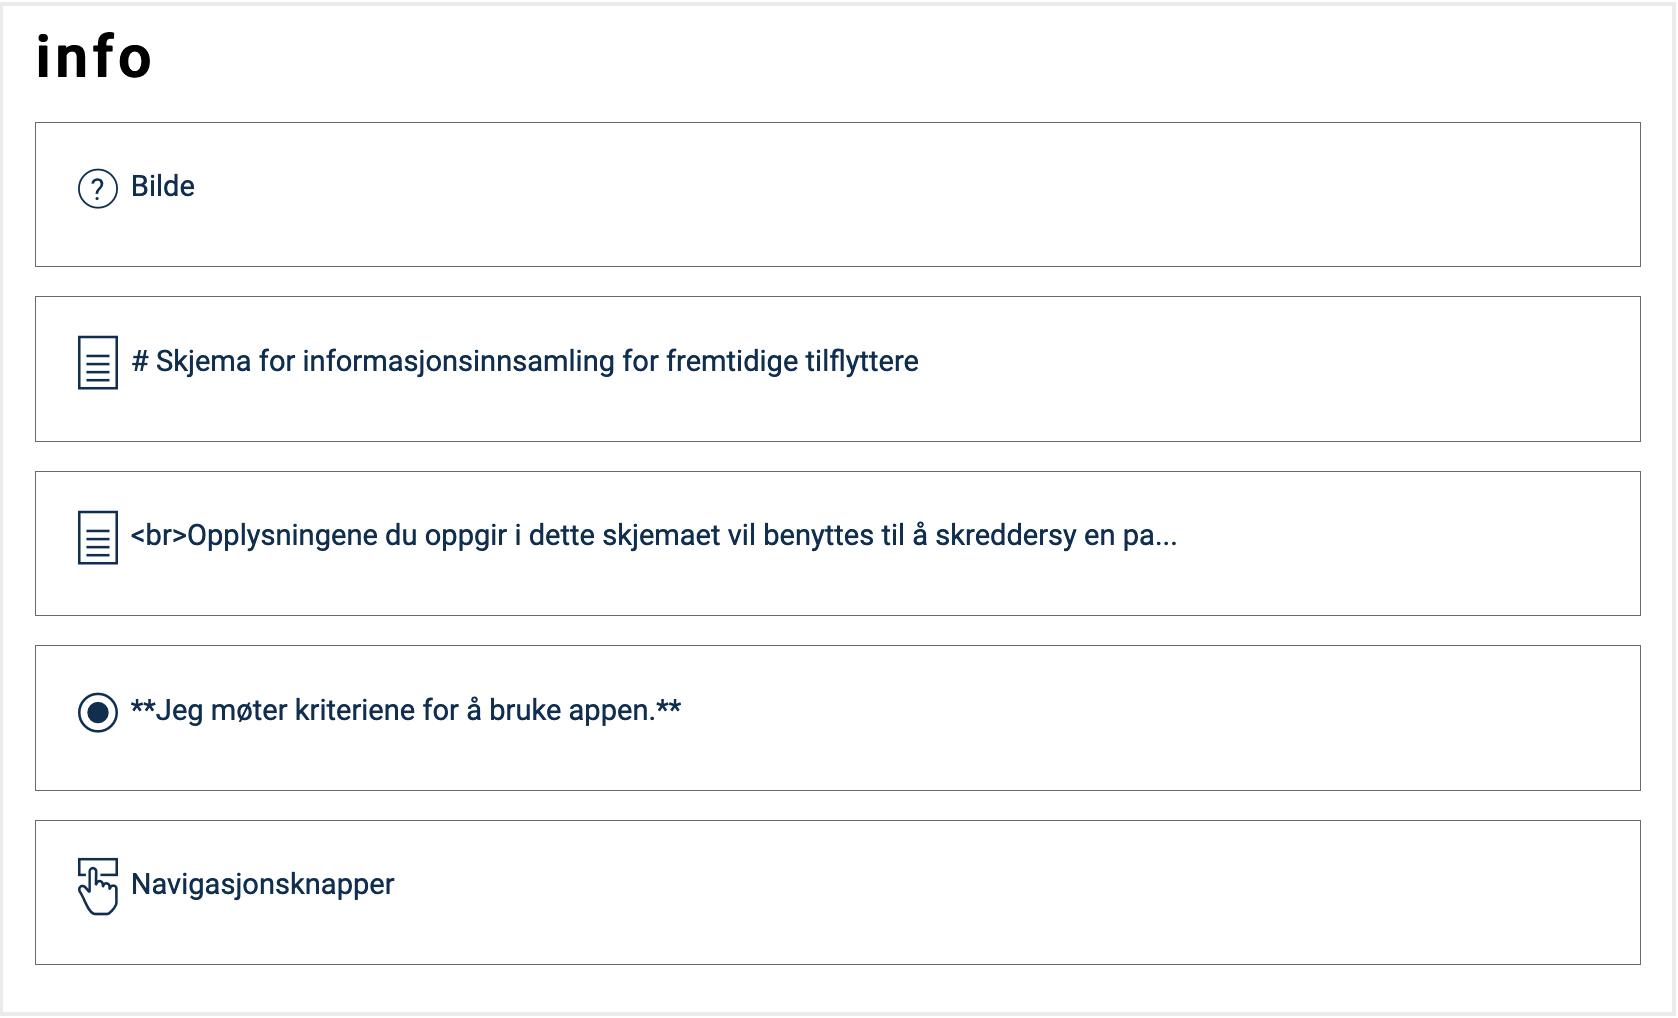 info
? Bilde
# Skjema for informasjonsinnsamling for fremtidige tilflyttere
<br>Opplysningene du oppgir i dette skjemaet vil benyttes til å skreddersy en pa...
**Jeg møter kriteriene for å bruke appen.**
Navigasjonsknapper